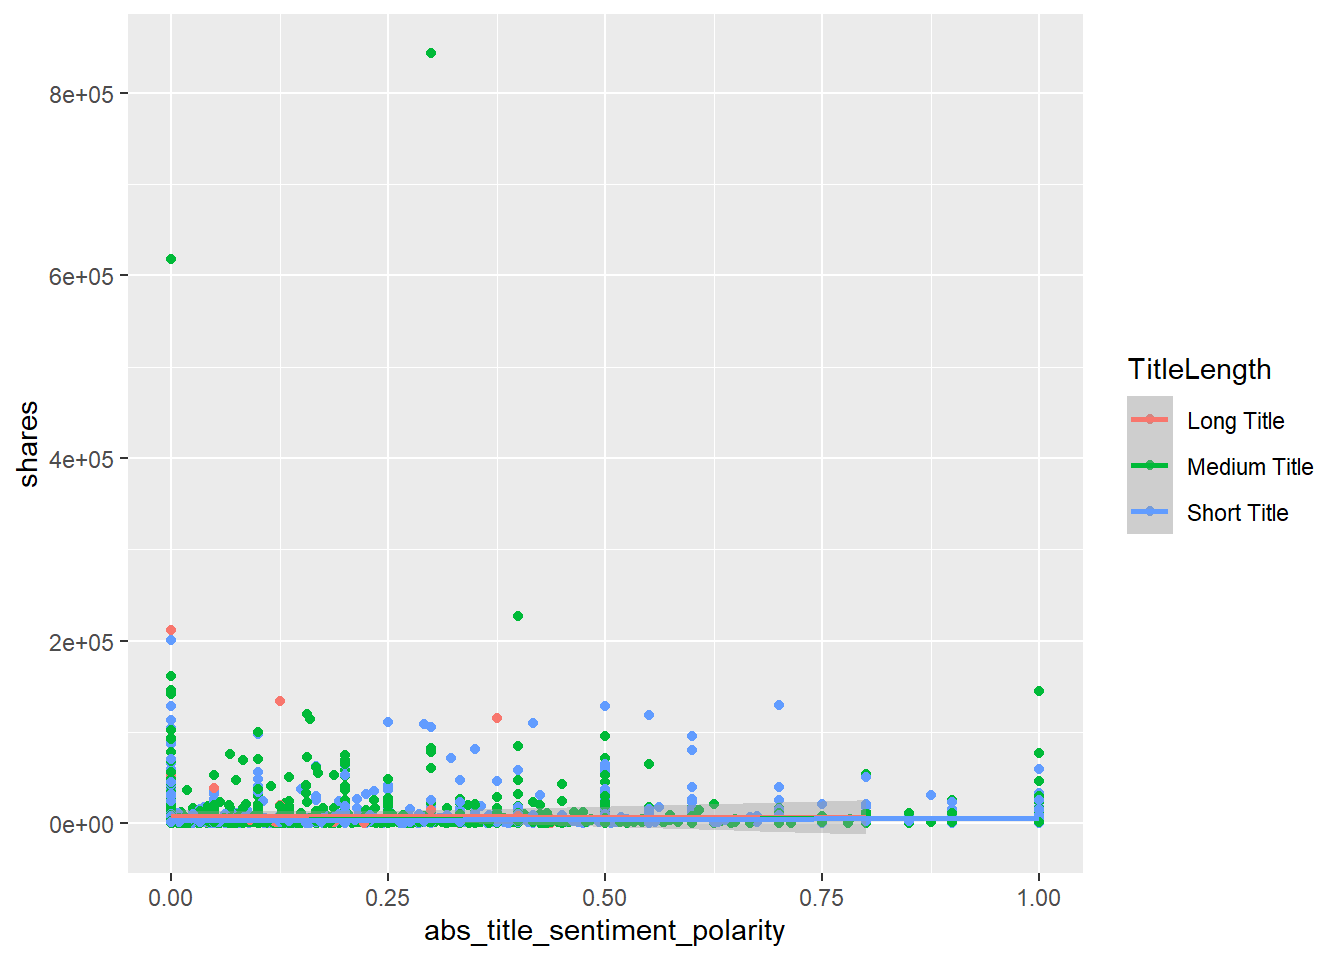 8e+05
6e+05
4e+05
2e+05
0e+00
shares
0.00 0.25 0.50 0.75 1.00
abs_title_sentiment_polarity
TitleLength
Long Title
Medium Title
Short Title